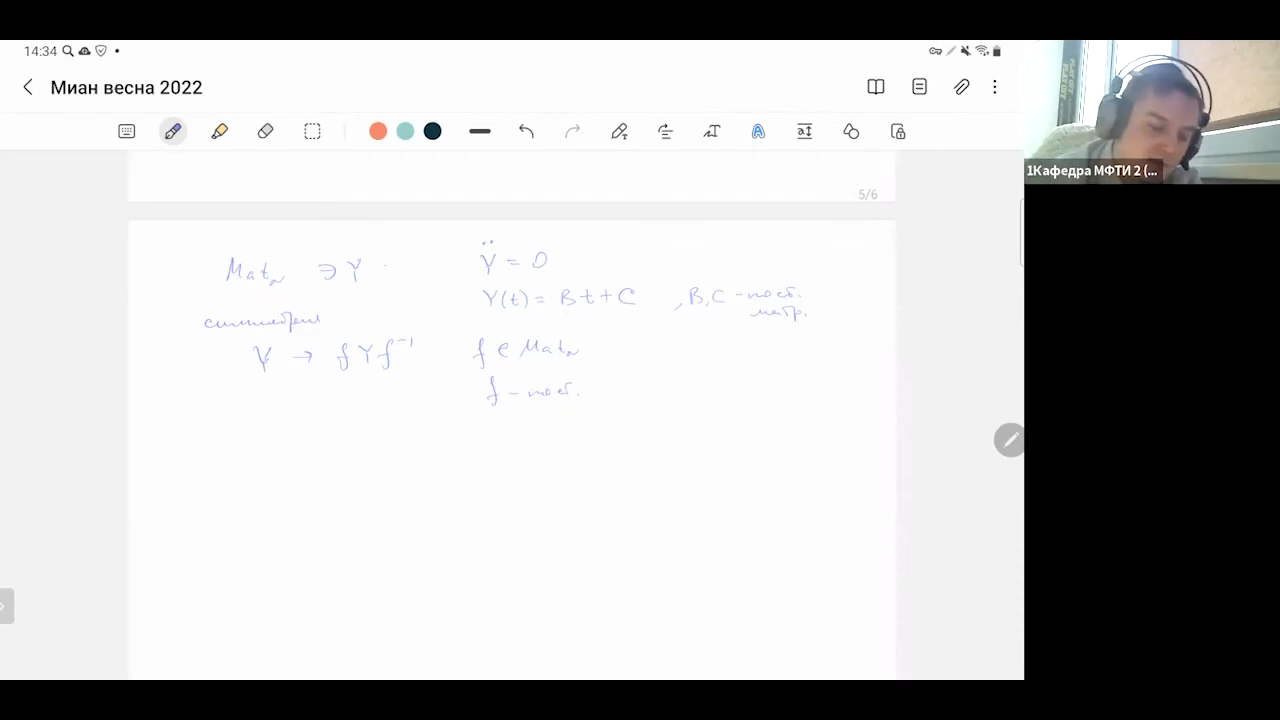 14:34
Миан весна 2022
1Кафедра МФТИ 2 (...
5/6
Mat_N ∋ Y
Ÿ = 0
Y(t) = Bt + C , B, C - пост. матр.
симметрия
Y → f Y f⁻¹ f ∈ Mat_N
f - пост.